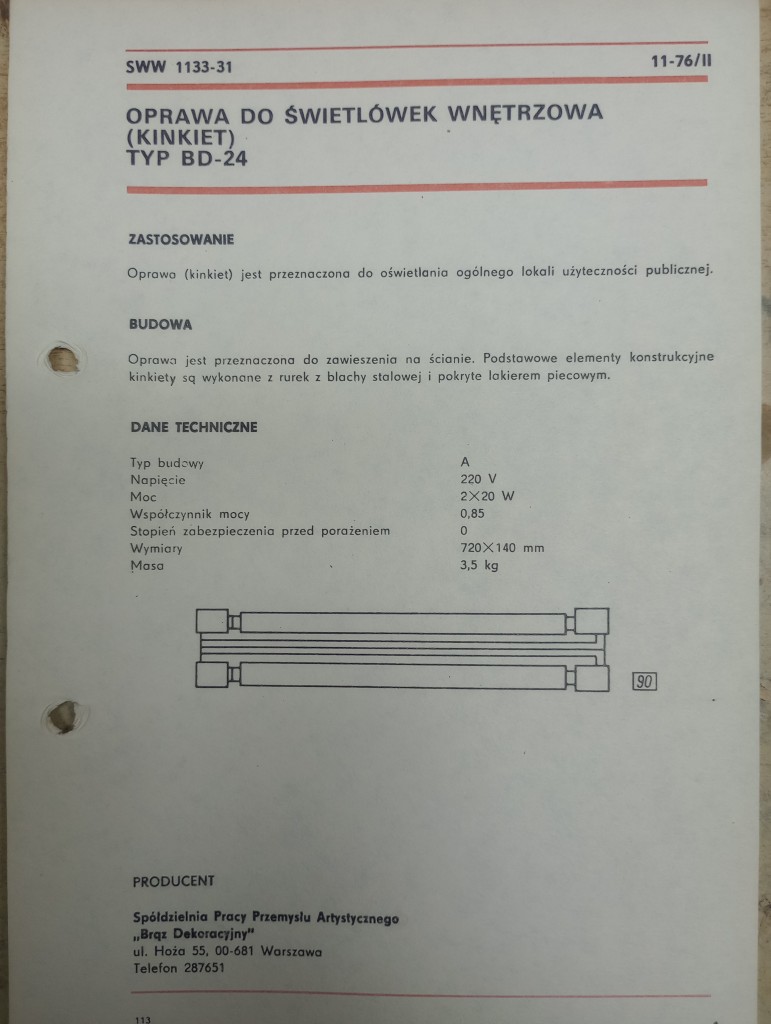 SWW 1133-31
11-76/II
OPRAWA DO ŚWIETLÓWEK WNĘTRZOWA
(KINKIET)
TYP BD-24
ZASTOSOWANIE
Oprawa (kinkiet) jest przeznaczona do oświetlania ogólnego lokali użyteczności publicznej.
BUDOWA
Oprawa jest przeznaczona do zawieszenia na ścianie. Podstawowe elementy konstrukcyjne
kinkiety są wykonane z rurek z blachy stalowej i pokryte lakierem piecowym.
DANE TECHNICZNE
Typ budowy A
Napięcie 220 V
Moc 2×20 W
Współczynnik mocy 0,85
Stopień zabezpieczenia przed porażeniem 0
Wymiary 720×140 mm
Masa 3,5 kg
90
PRODUCENT
Spółdzielnia Pracy Przemysłu Artystycznego
„Brąz Dekoracyjny"
ul. Hoża 55, 00-681 Warszawa
Telefon 287651
113